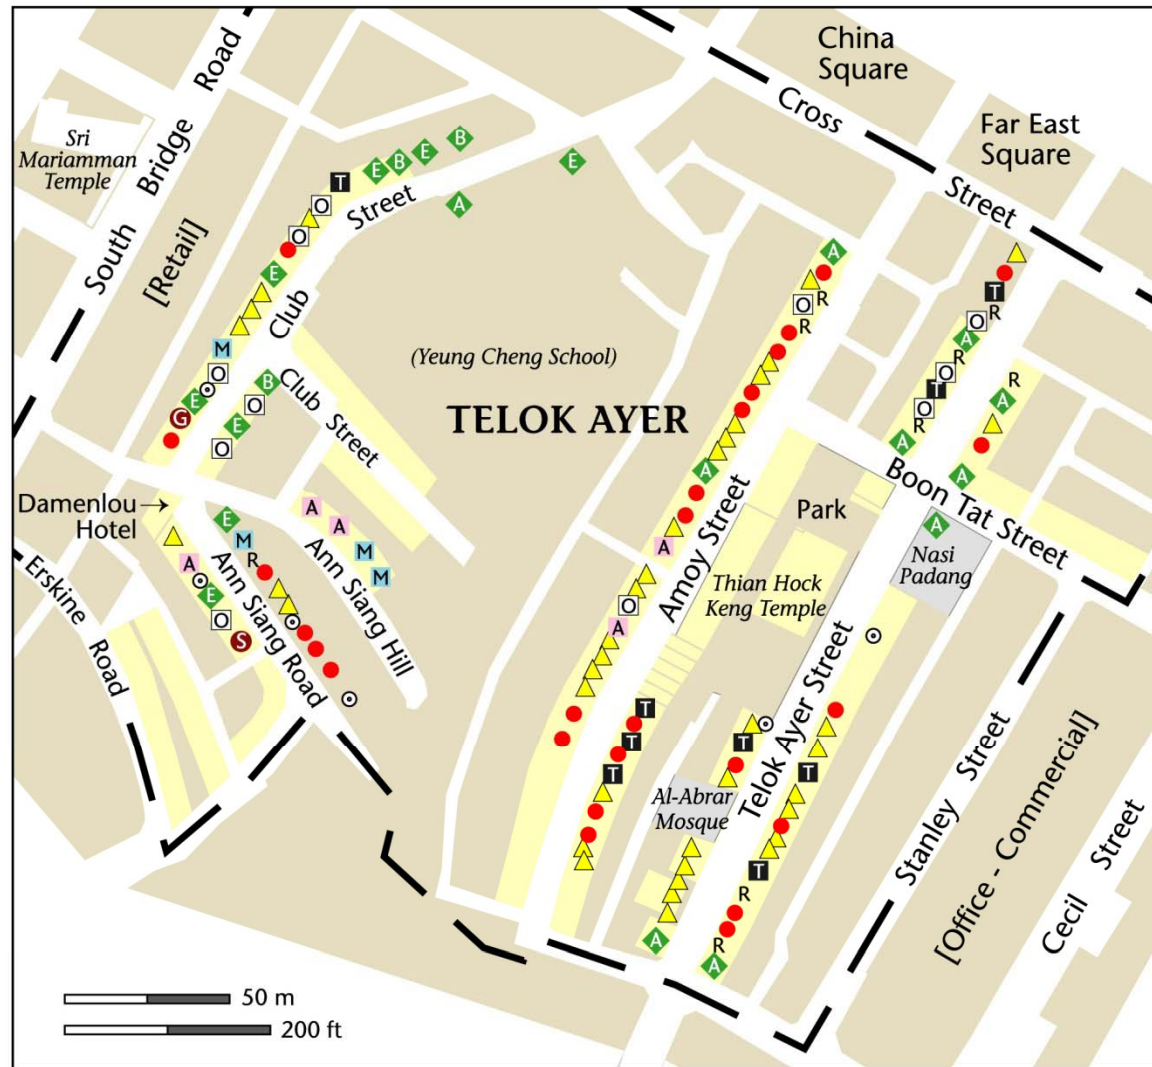 China
Square
Cross
Street
Far East
Square
Sri
Mariamman
Temple
South Bridge Road
[Retail]
T
E
B
E
B
E
A
O
O
E
M
O
E
G
Club
Street
B
O
E
O
Club Street
(Yeung Cheng School)
TELOK AYER
A
R
O
R
A
A
O
A
Amoy Street
T
R
O
A
R
O
T
O
R
A
R
A
A
Boon Tat Street
Park
A
Nasi
Padang
Thian Hock
Keng Temple
Damenlou
Hotel
Erskine Road
A
E
O
S
E
M
R
Ann Siang Road
A
A
M
M
Ann Siang Hill
T
T
T
T
Al-Abrar
Mosque
Telok Ayer Street
T
T
R
R
A
A
Stanley Street
[Office - Commercial]
Cecil Street
50 m
200 ft